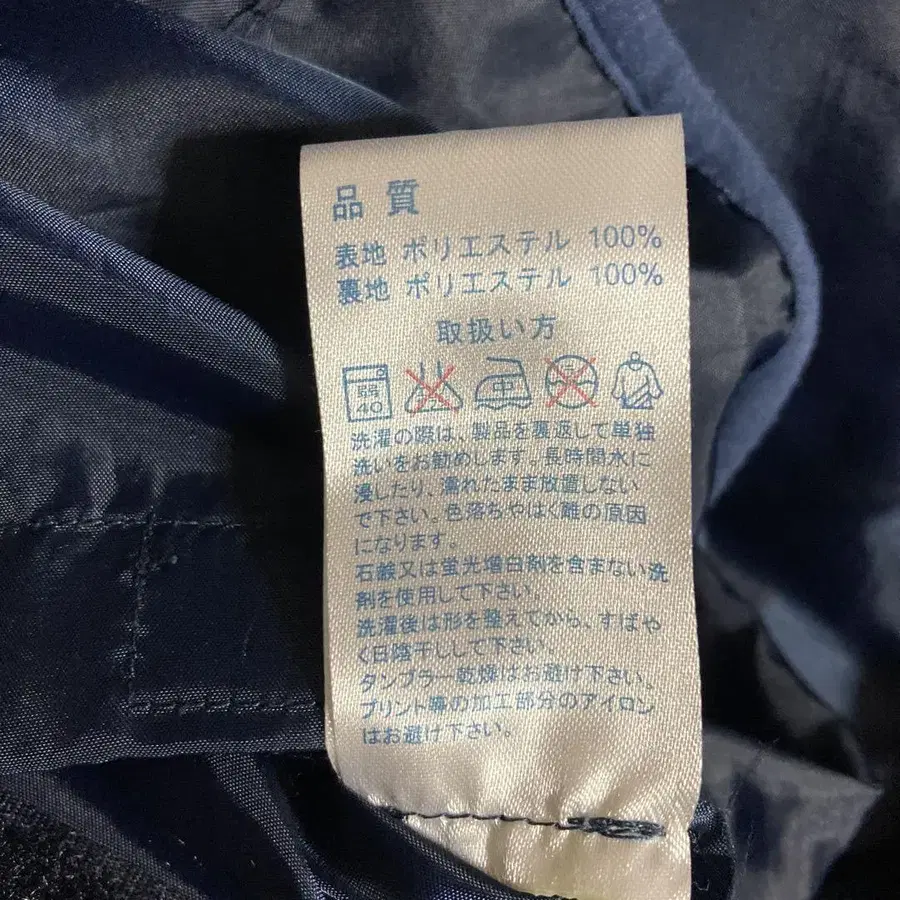 品質
表地 ポリエステル 100%
裏地 ポリエステル 100%
取扱い方
弱 40 中
洗濯の際は、製品を裏返して単独
洗いをお勧めします。長時間水に
浸したり、濡れたまま放置しない
で下さい。色落ちやはく離の原因
になります。
石鹸又は蛍光増白剤を含まない洗
剤を使用して下さい。
洗濯後は形を整えてから、すばや
く日陰干しして下さい。
タンブラー乾燥はお避け下さい。
プリント等の加工部分のアイロン
はお避け下さい。